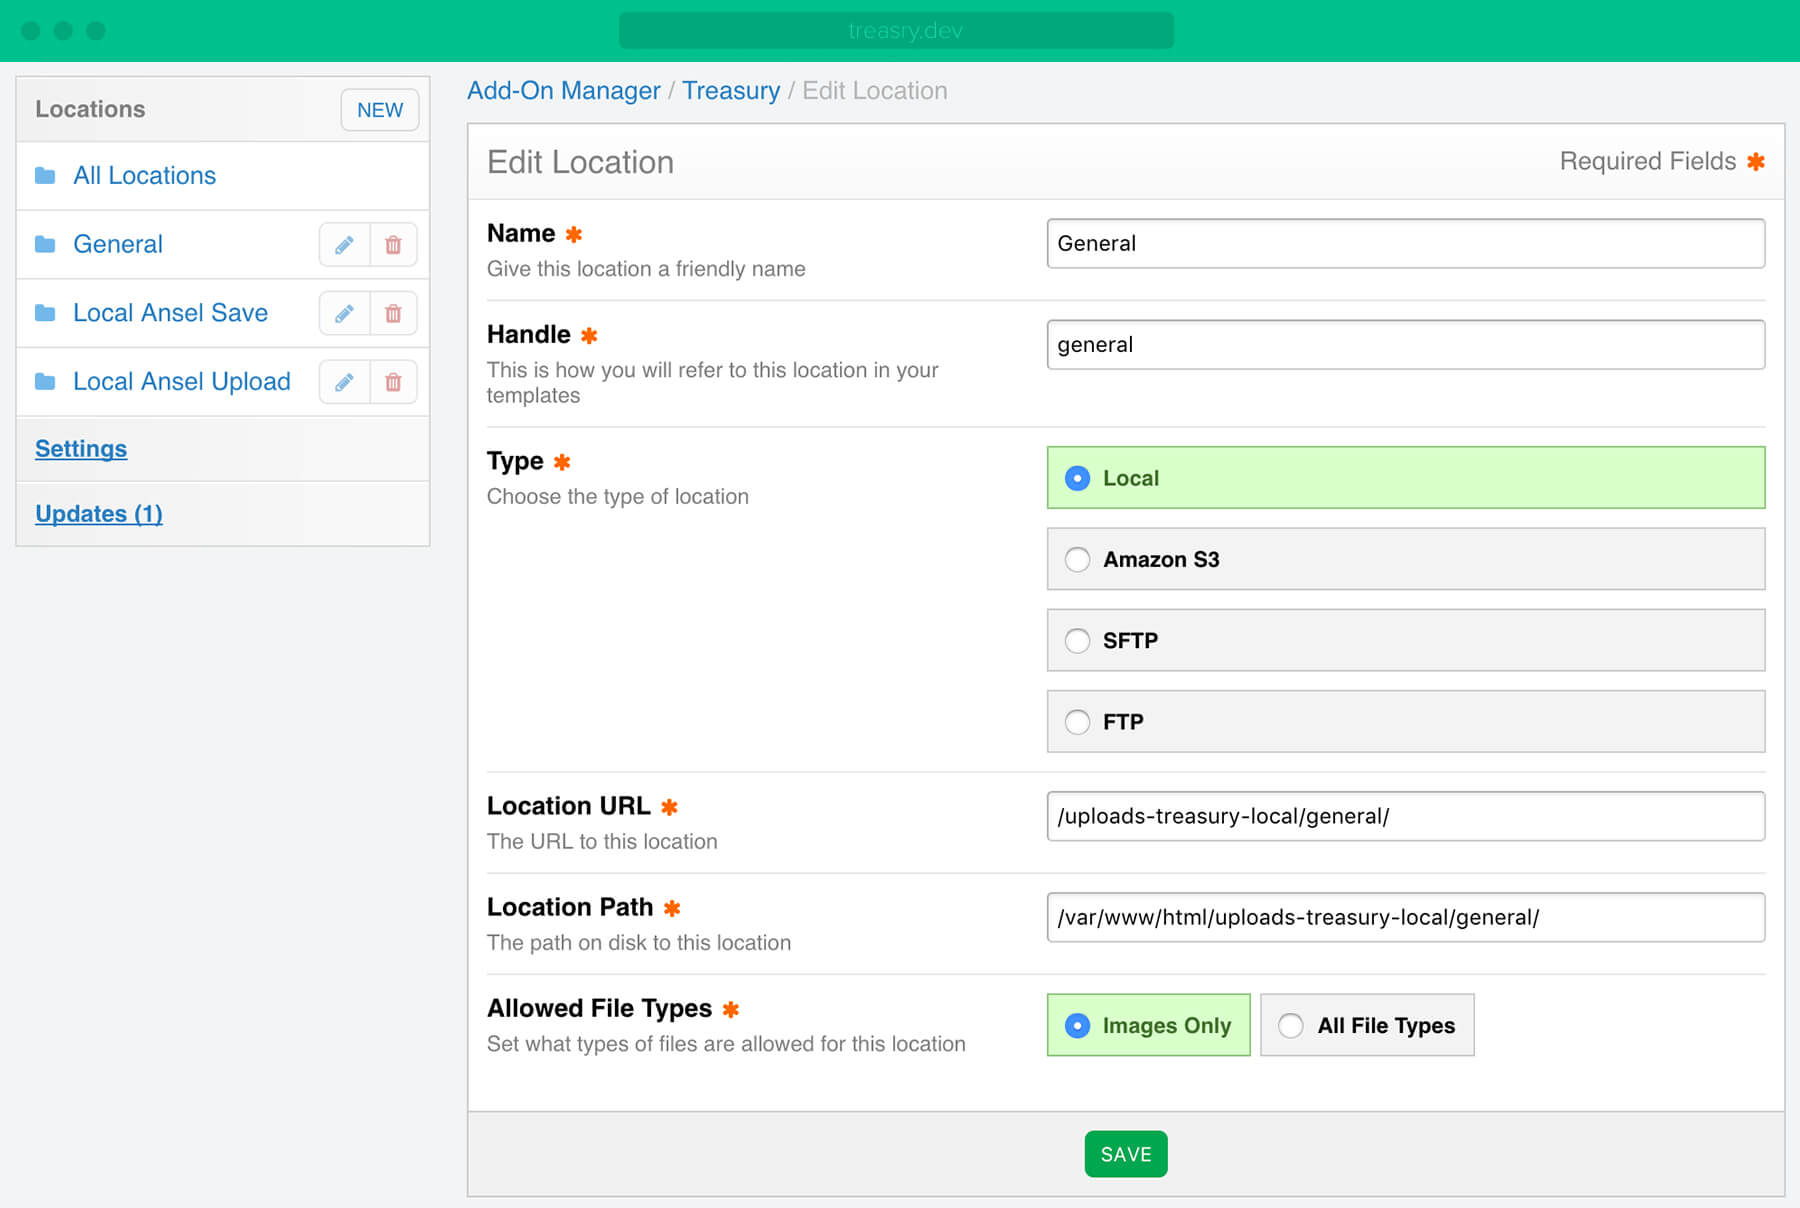 treasry.dev
Locations
NEW
All Locations
General
Local Ansel Save
Local Ansel Upload
Settings
Updates (1)
Add-On Manager / Treasury / Edit Location
Edit Location
Required Fields ✱
Name ✱
Give this location a friendly name
General
Handle ✱
This is how you will refer to this location in your
templates
general
Type ✱
Choose the type of location
Local
Amazon S3
SFTP
FTP
Location URL ✱
The URL to this location
/uploads-treasury-local/general/
Location Path ✱
The path on disk to this location
/var/www/html/uploads-treasury-local/general/
Allowed File Types ✱
Set what types of files are allowed for this location
Images Only
All File Types
SAVE